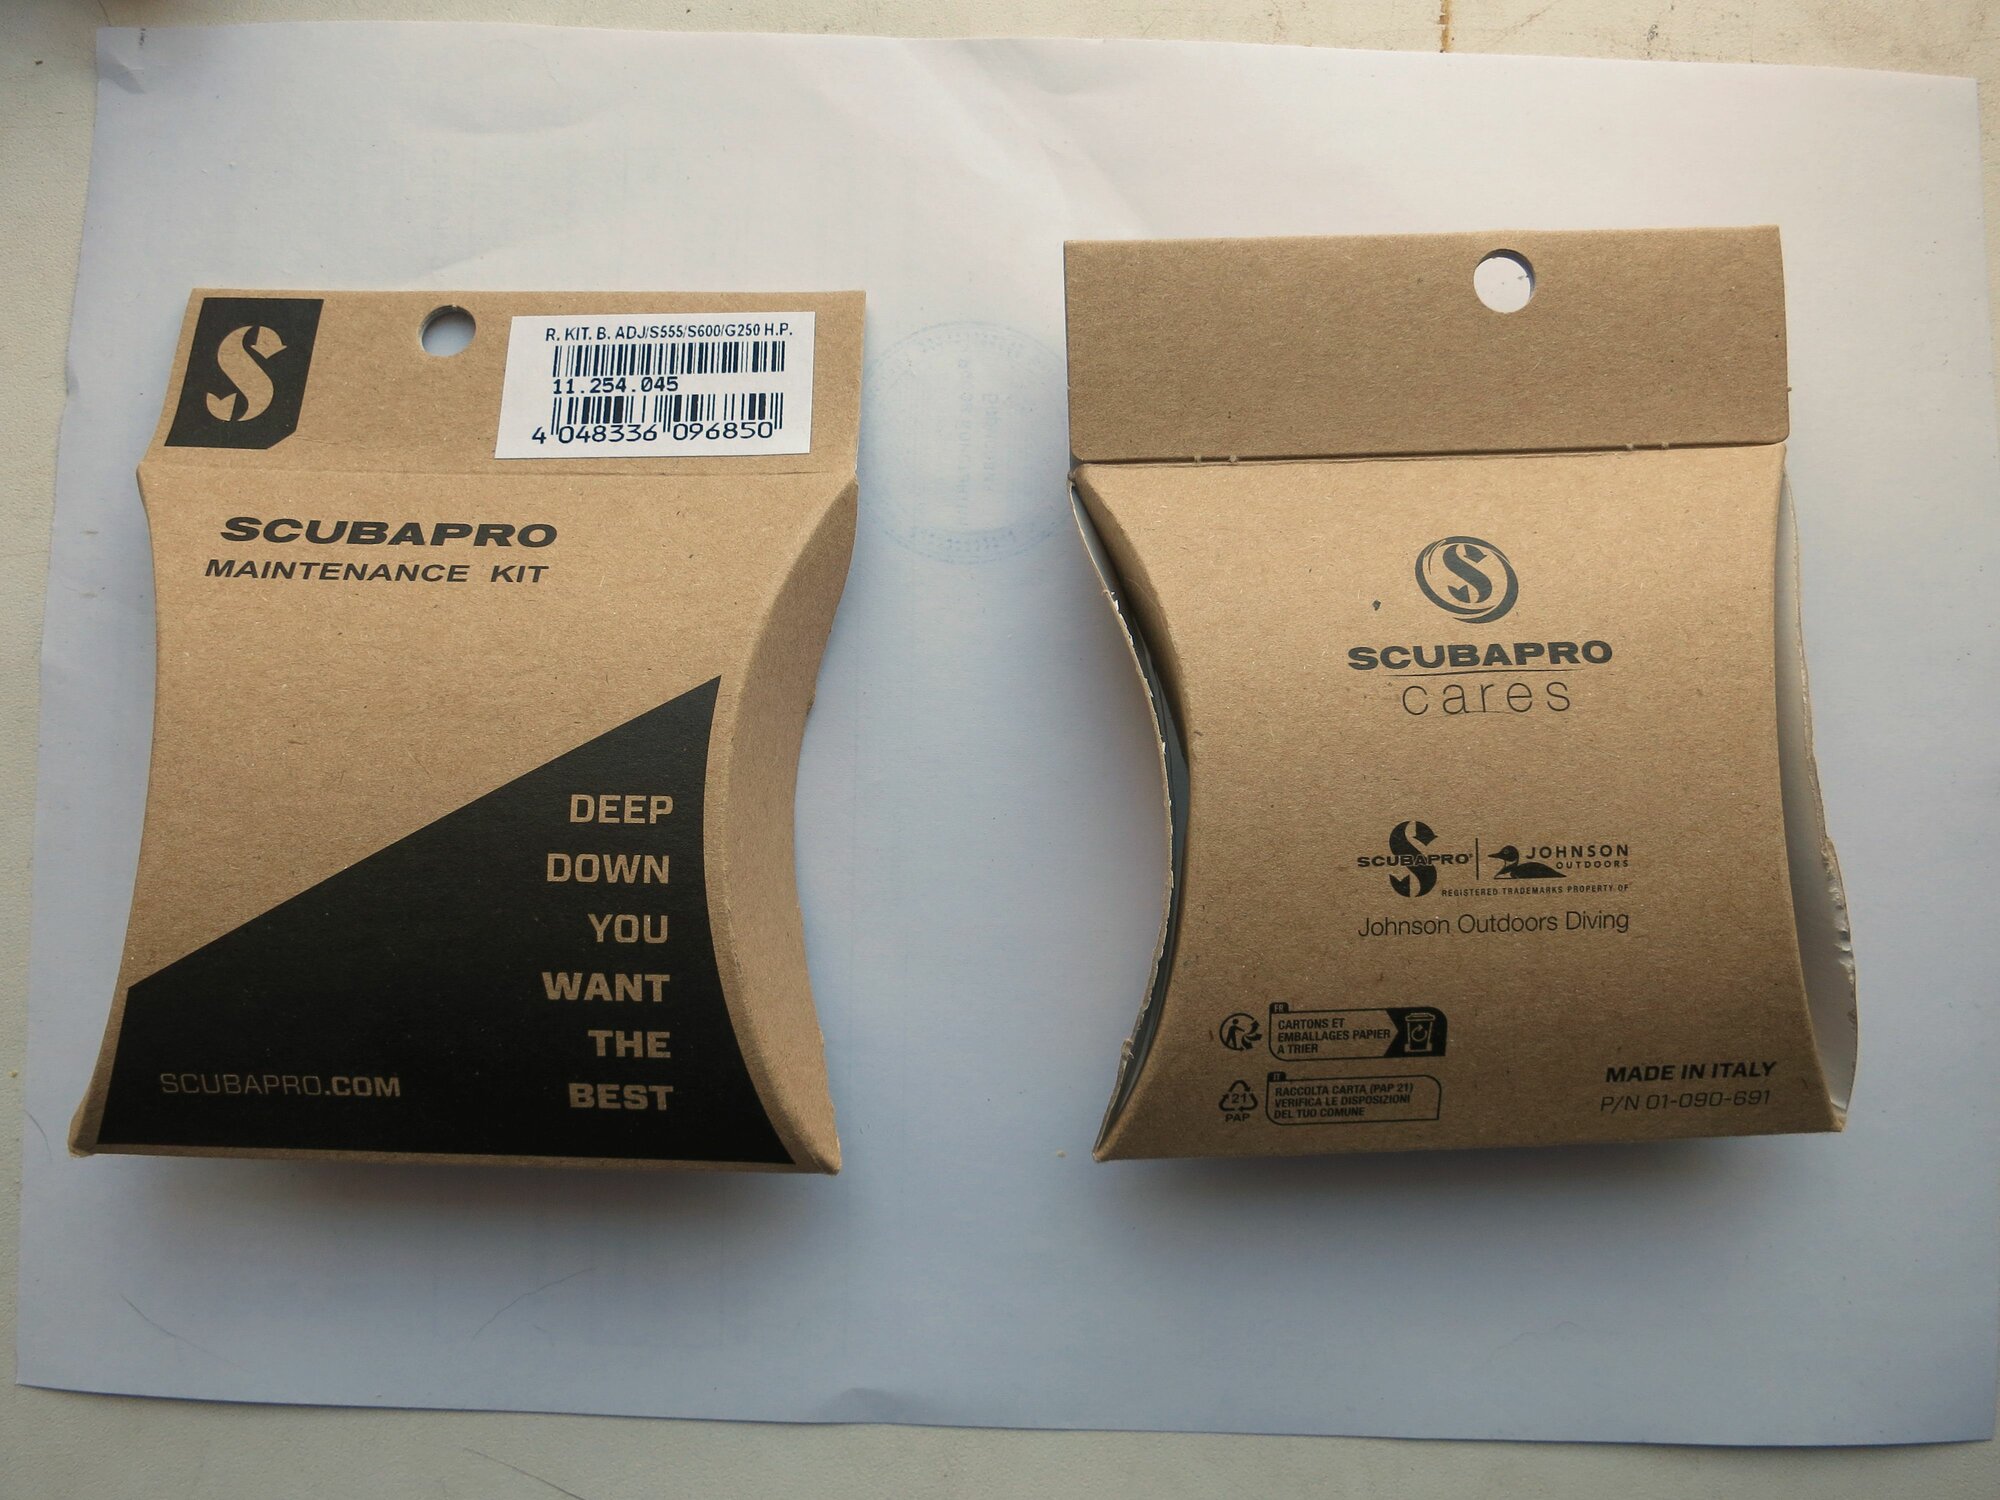 R. KIT. B. ADJ/S555/S600/G250 H.P.
11.254.045
4 048336 096850
SCUBAPRO
MAINTENANCE KIT
DEEP
DOWN
YOU
WANT
THE
BEST
SCUBAPRO.COM
SCUBAPRO
cares
SCUBAPRO
JOHNSON
OUTDOORS
REGISTERED TRADEMARKS PROPERTY OF
Johnson Outdoors Diving
FR
CARTONS ET
EMBALLAGES PAPIER
A TRIER
IT
RACCOLTA CARTA (PAP 21)
VERIFICA LE DISPOSIZIONI
DEL TUO COMUNE
21
PAP
MADE IN ITALY
P/N 01-090-691